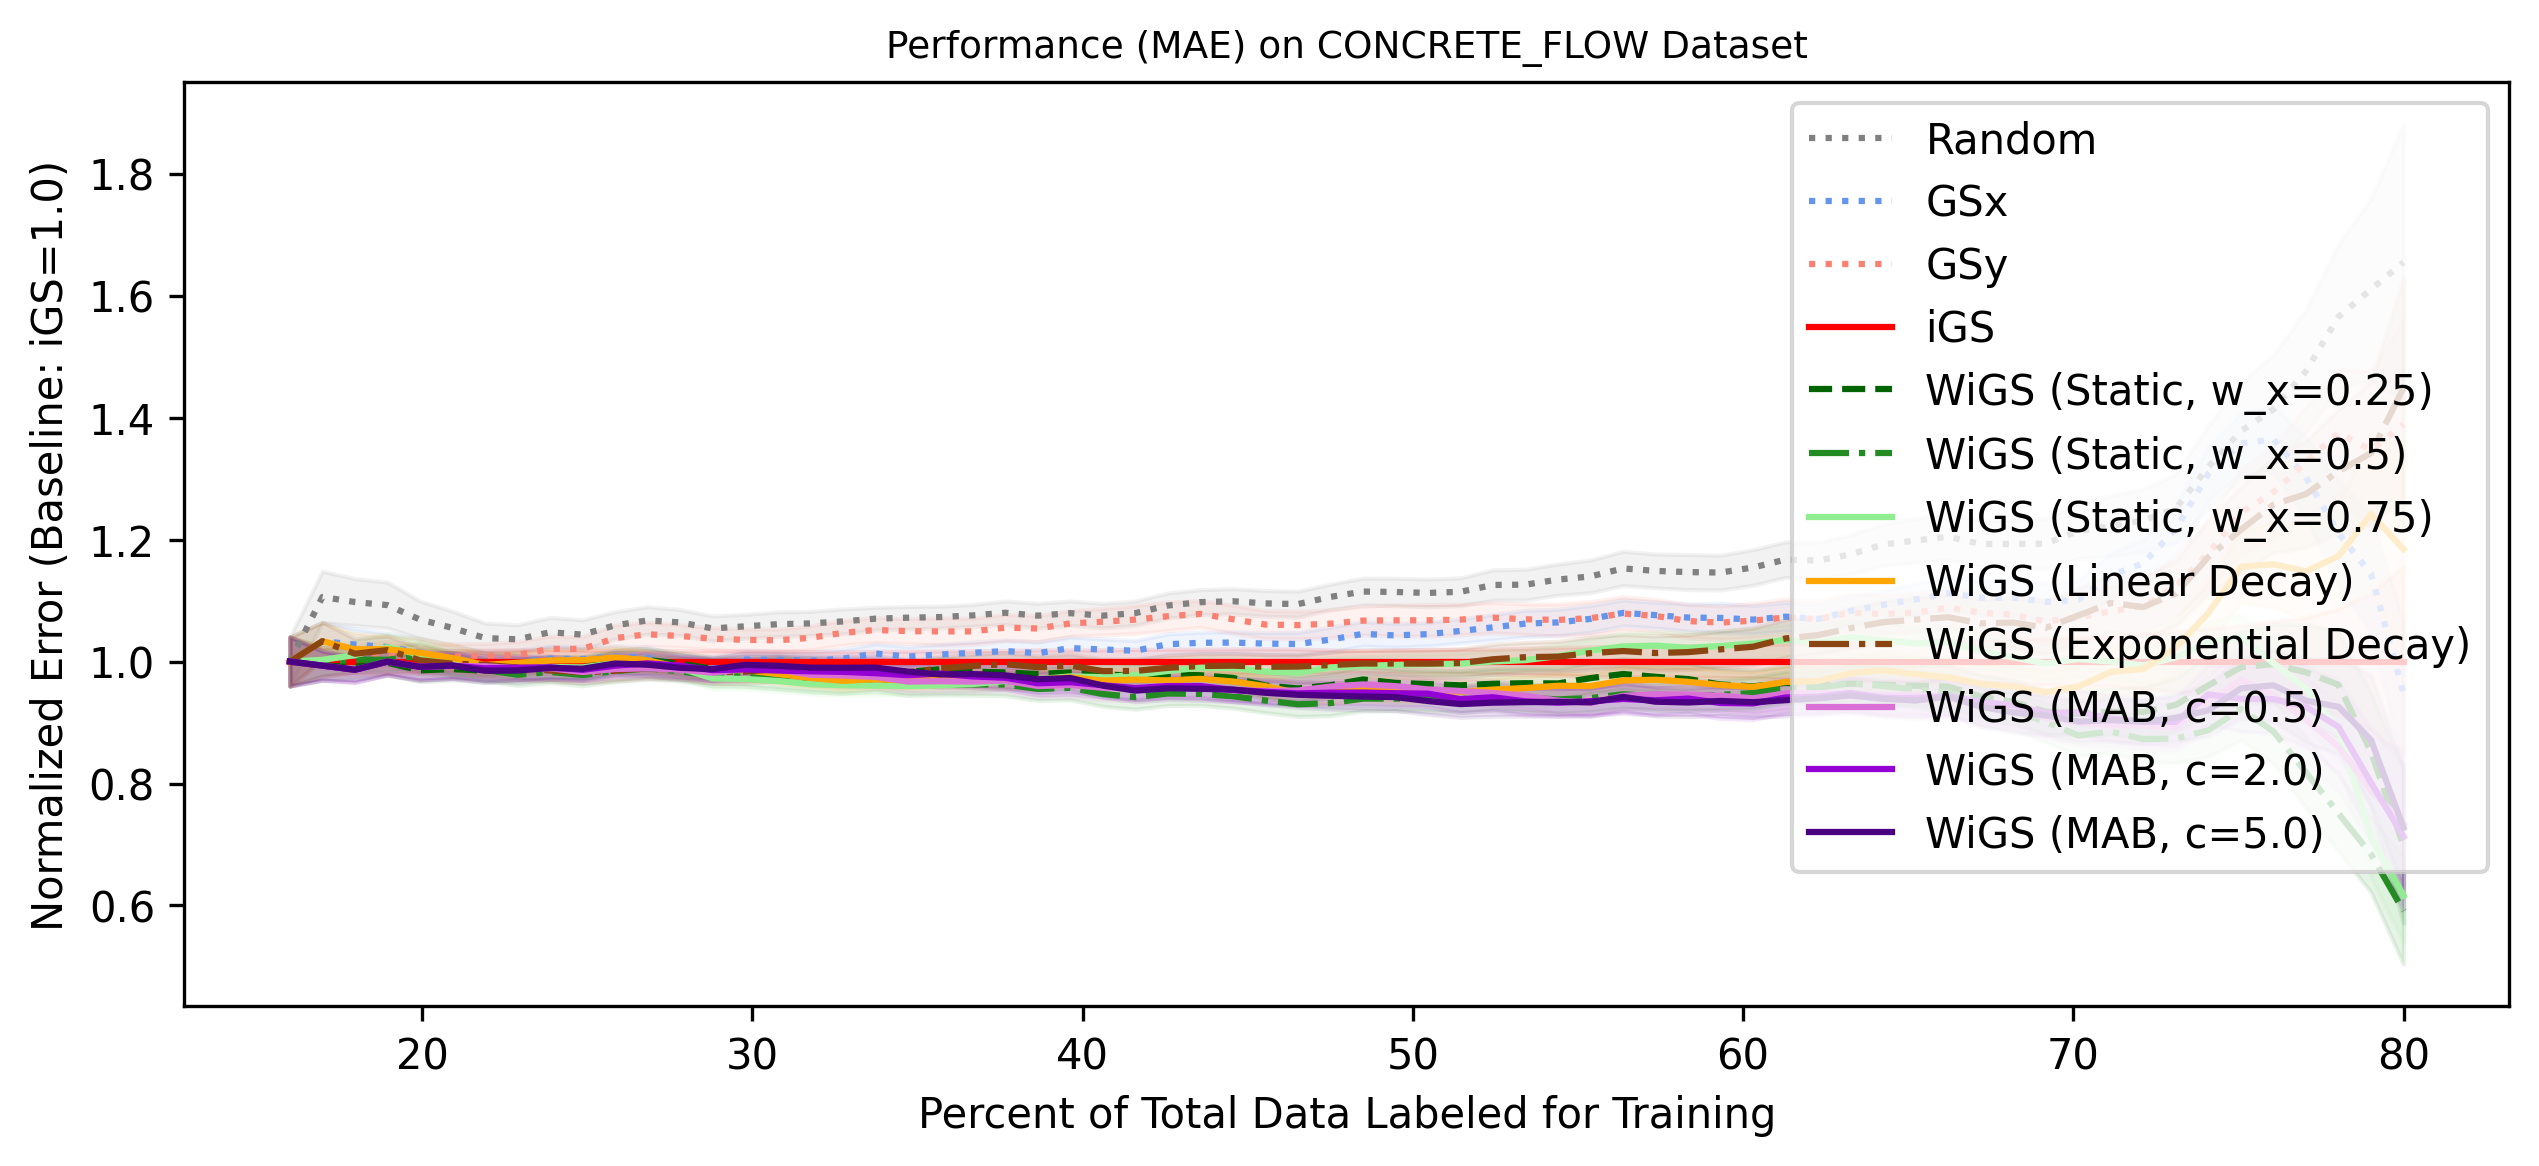 Performance (MAE) on CONCRETE_FLOW Dataset
Normalized Error (Baseline: iGS=1.0)
1.8
1.6
1.4
1.2
1.0
0.8
0.6
Random
GSx
GSy
iGS
WiGS (Static, w_x=0.25)
WiGS (Static, w_x=0.5)
WiGS (Static, w_x=0.75)
WiGS (Linear Decay)
WiGS (Exponential Decay)
WiGS (MAB, c=0.5)
WiGS (MAB, c=2.0)
WiGS (MAB, c=5.0)
20 30 40 50 60 70 80
Percent of Total Data Labeled for Training